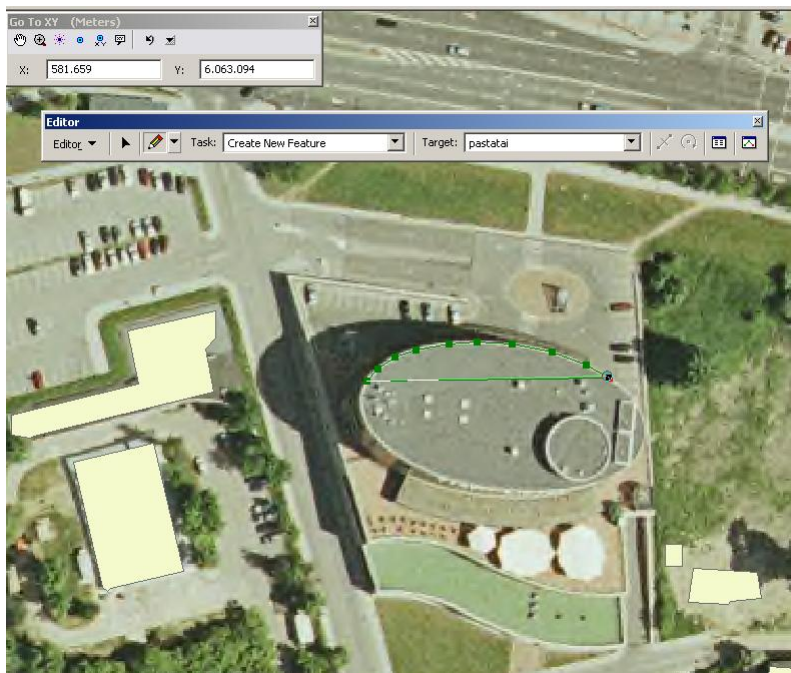 Go To XY (Meters)
X: 581.659 Y: 6.063.094
Editor
Editor Task: Create New Feature Target: pastatai